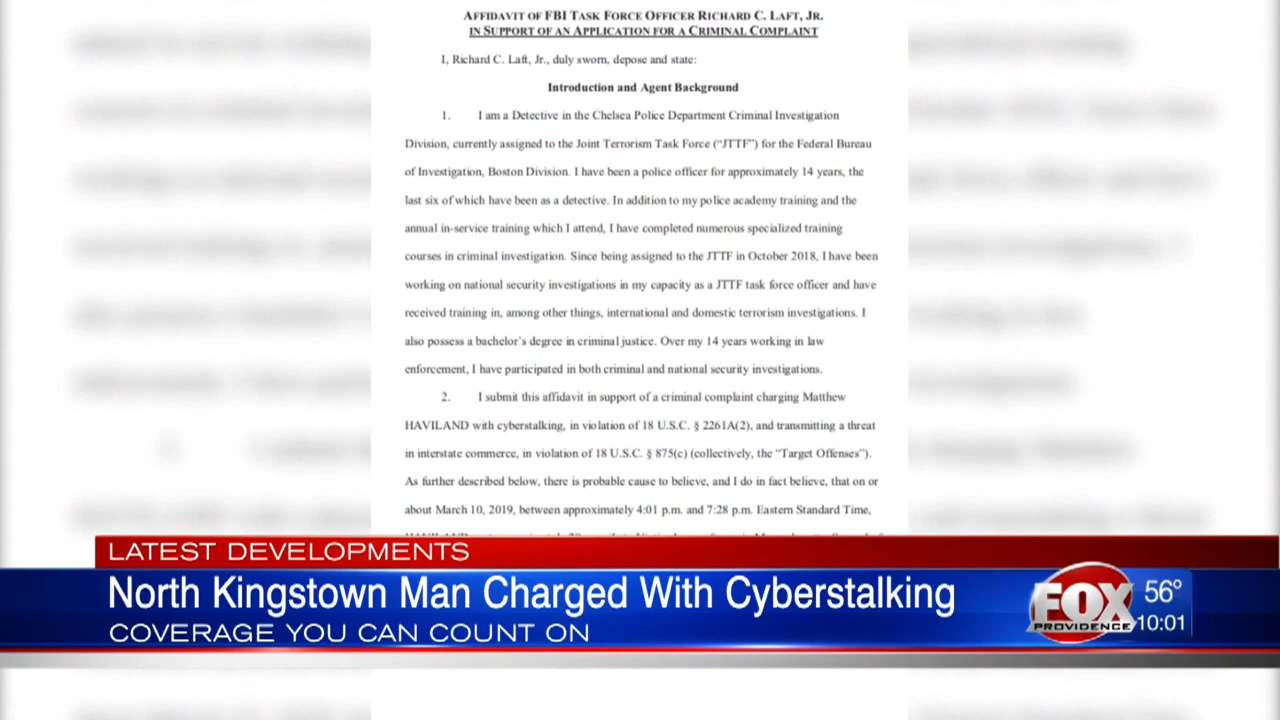 AFFIDAVIT OF FBI TASK FORCE OFFICER RICHARD C. LAFT, JR.
IN SUPPORT OF AN APPLICATION FOR A CRIMINAL COMPLAINT
I, Richard C. Laft, Jr., duly sworn, depose and state:
Introduction and Agent Background
1. I am a Detective in the Chelsea Police Department Criminal Investigation
Division, currently assigned to the Joint Terrorism Task Force (“JTTF”) for the Federal Bureau
of Investigation, Boston Division. I have been a police officer for approximately 14 years, the
last six of which have been as a detective. In addition to my police academy training and the
annual in-service training which I attend, I have completed numerous specialized training
courses in criminal investigation. Since being assigned to the JTTF in October 2018, I have been
working on national security investigations in my capacity as a JTTF task force officer and have
received training in, among other things, international and domestic terrorism investigations. I
also possess a bachelor’s degree in criminal justice. Over my 14 years working in law
enforcement, I have participated in both criminal and national security investigations.
2. I submit this affidavit in support of a criminal complaint charging Matthew
HAVILAND with cyberstalking, in violation of 18 U.S.C. § 2261A(2), and transmitting a threat
in interstate commerce, in violation of 18 U.S.C. § 875(c) (collectively, the “Target Offenses”).
As further described below, there is probable cause to believe, and I do in fact believe, that on or
about March 10, 2019, between approximately 4:01 p.m. and 7:28 p.m. Eastern Standard Time,
LATEST DEVELOPMENTS
North Kingstown Man Charged With Cyberstalking
COVERAGE YOU CAN COUNT ON
FOX
PROVIDENCE
56°
10:01